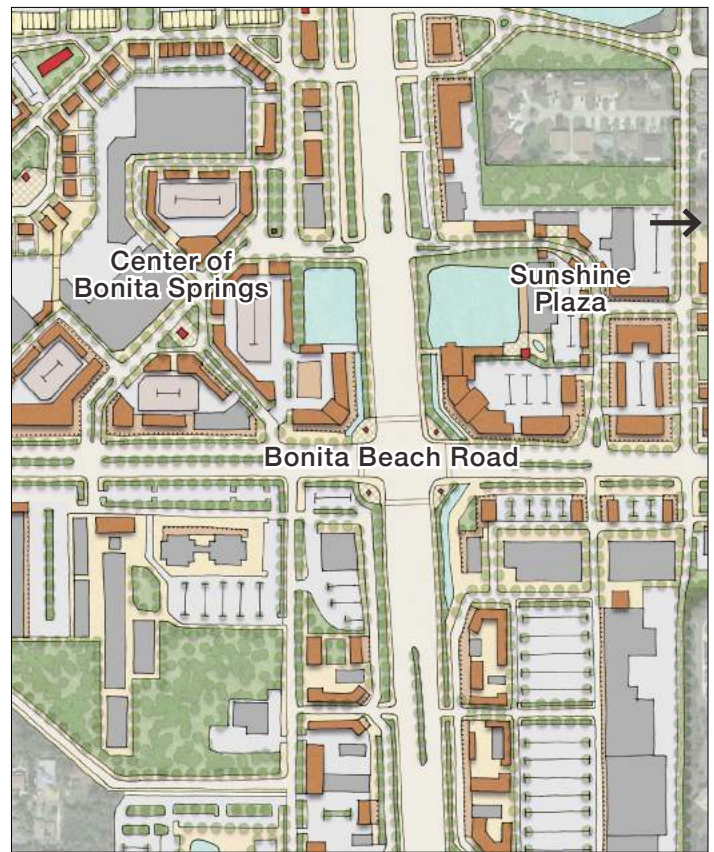 Center of
Bonita Springs
Sunshine
Plaza
Bonita Beach Road